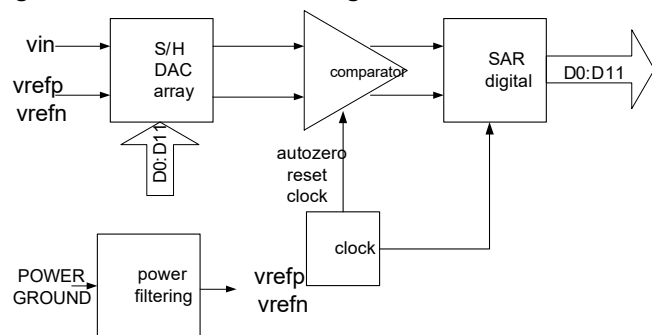 vin
vrefp
vrefn
S/H
DAC
array
D0:D11
comparator
autozero
reset
clock
SAR
digital
D0:D11
clock
POWER
GROUND
power
filtering
vrefp
vrefn